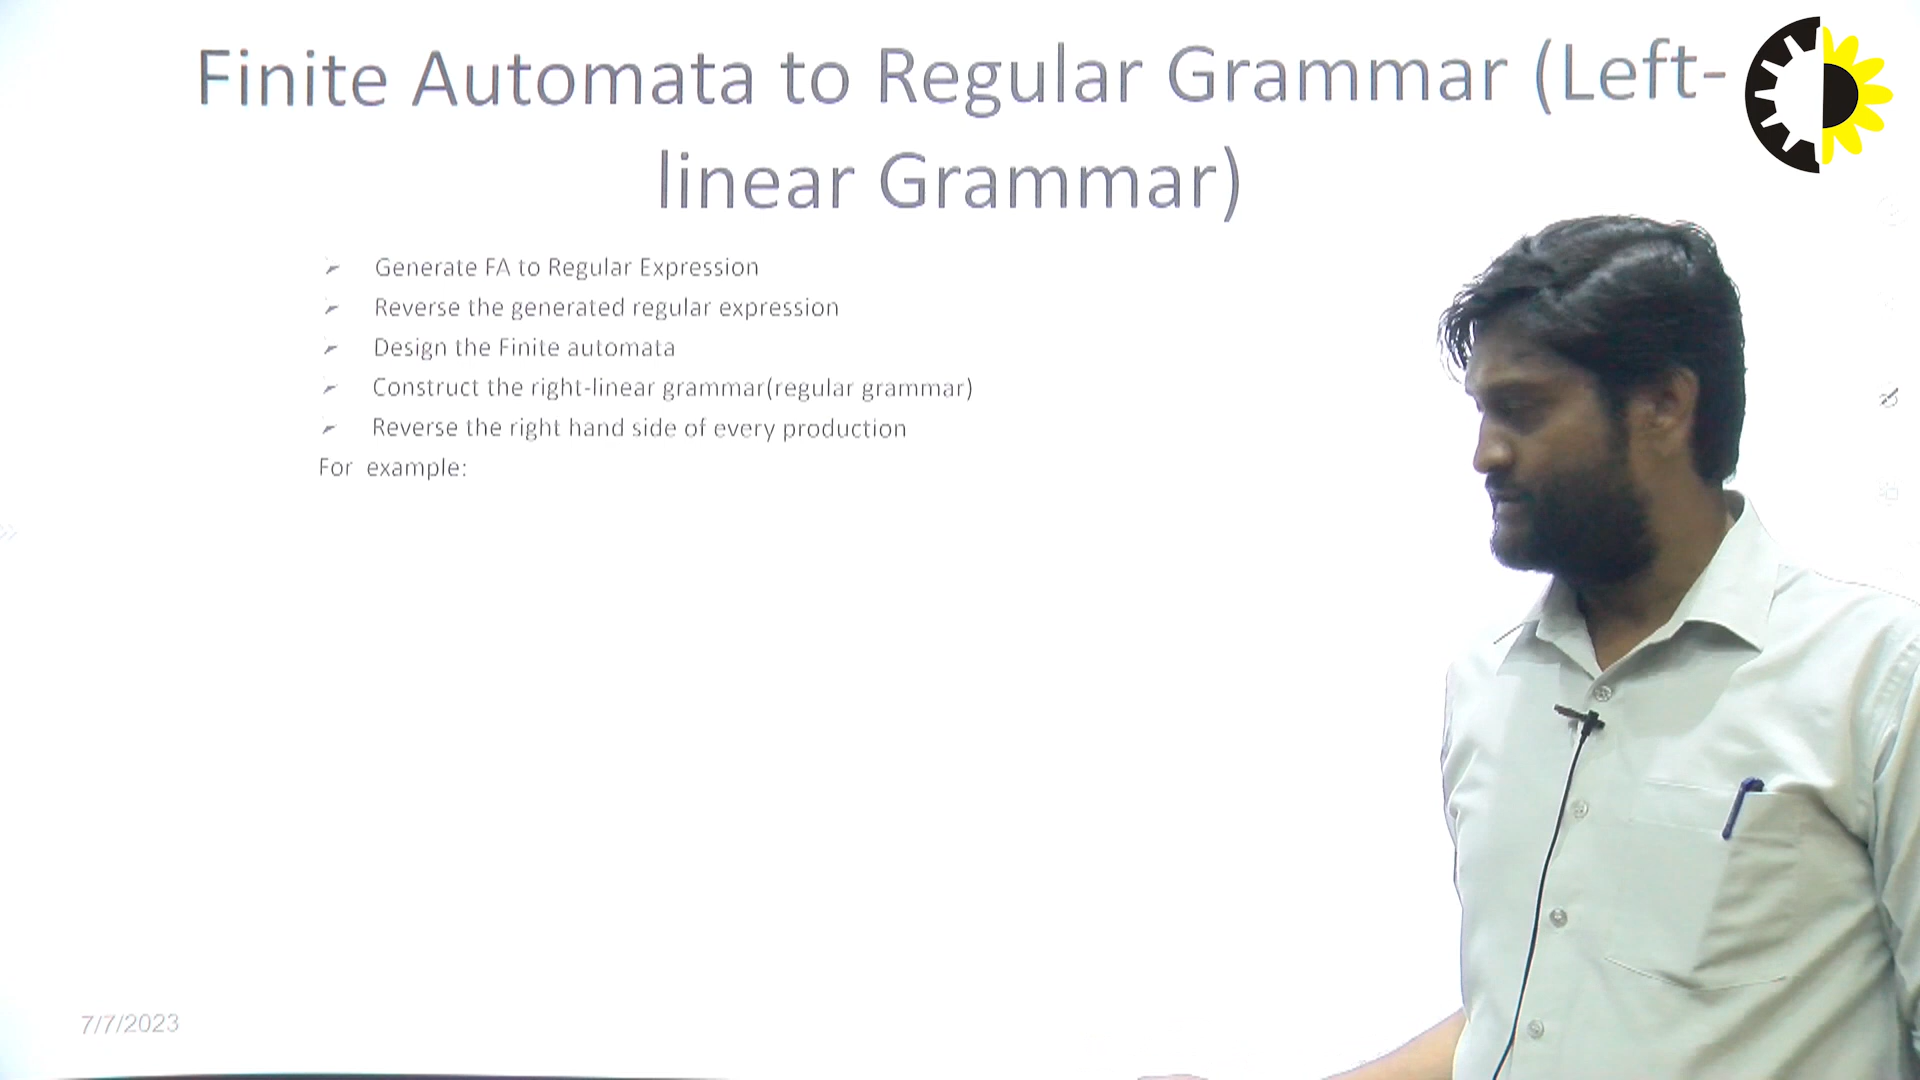 Finite Automata to Regular Grammar (Left-
linear Grammar)
Generate FA to Regular Expression
Reverse the generated regular expression
Design the Finite automata
Construct the right-linear grammar(regular grammar)
Reverse the right hand side of every production
For example:
7/7/2023